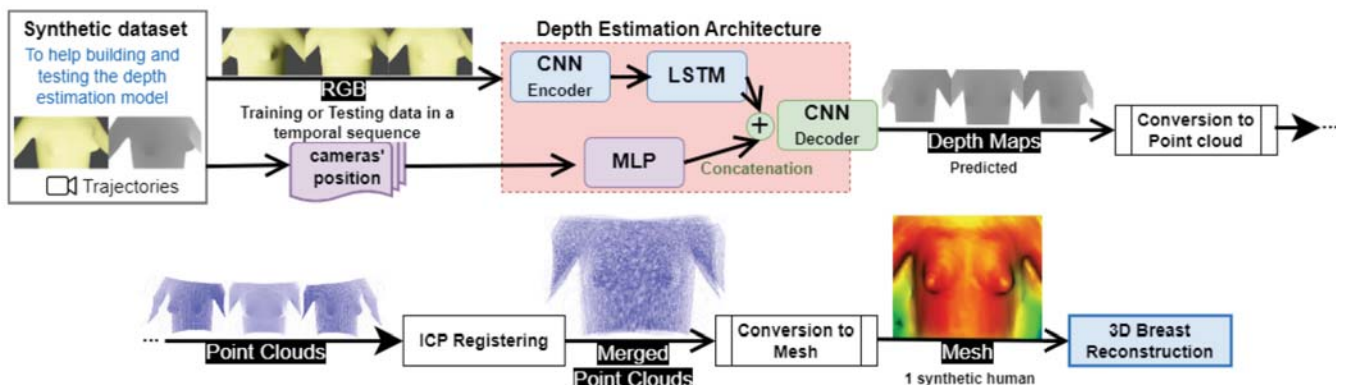 Synthetic dataset
To help building and
testing the depth
estimation model
Trajectories
RGB
Training or Testing data in a
temporal sequence
cameras'
position
Depth Estimation Architecture
CNN
Encoder
LSTM
MLP
+
Concatenation
CNN
Decoder
Depth Maps
Predicted
Conversion to
Point cloud
...
...
Point Clouds
ICP Registering
Merged
Point Clouds
Conversion to
Mesh
Mesh
1 synthetic human
3D Breast
Reconstruction